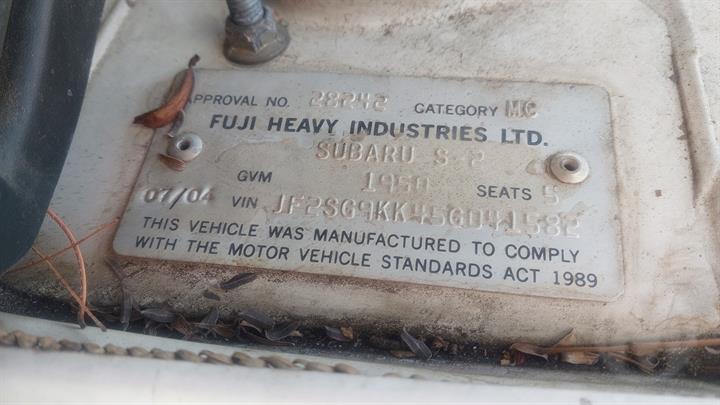 APPROVAL NO. 28242 CATEGORY MC
FUJI HEAVY INDUSTRIES LTD.
SUBARU S-2
GVM 1950 SEATS 5
07/04 VIN JF2SG9KK45G041582
THIS VEHICLE WAS MANUFACTURED TO COMPLY
WITH THE MOTOR VEHICLE STANDARDS ACT 1989